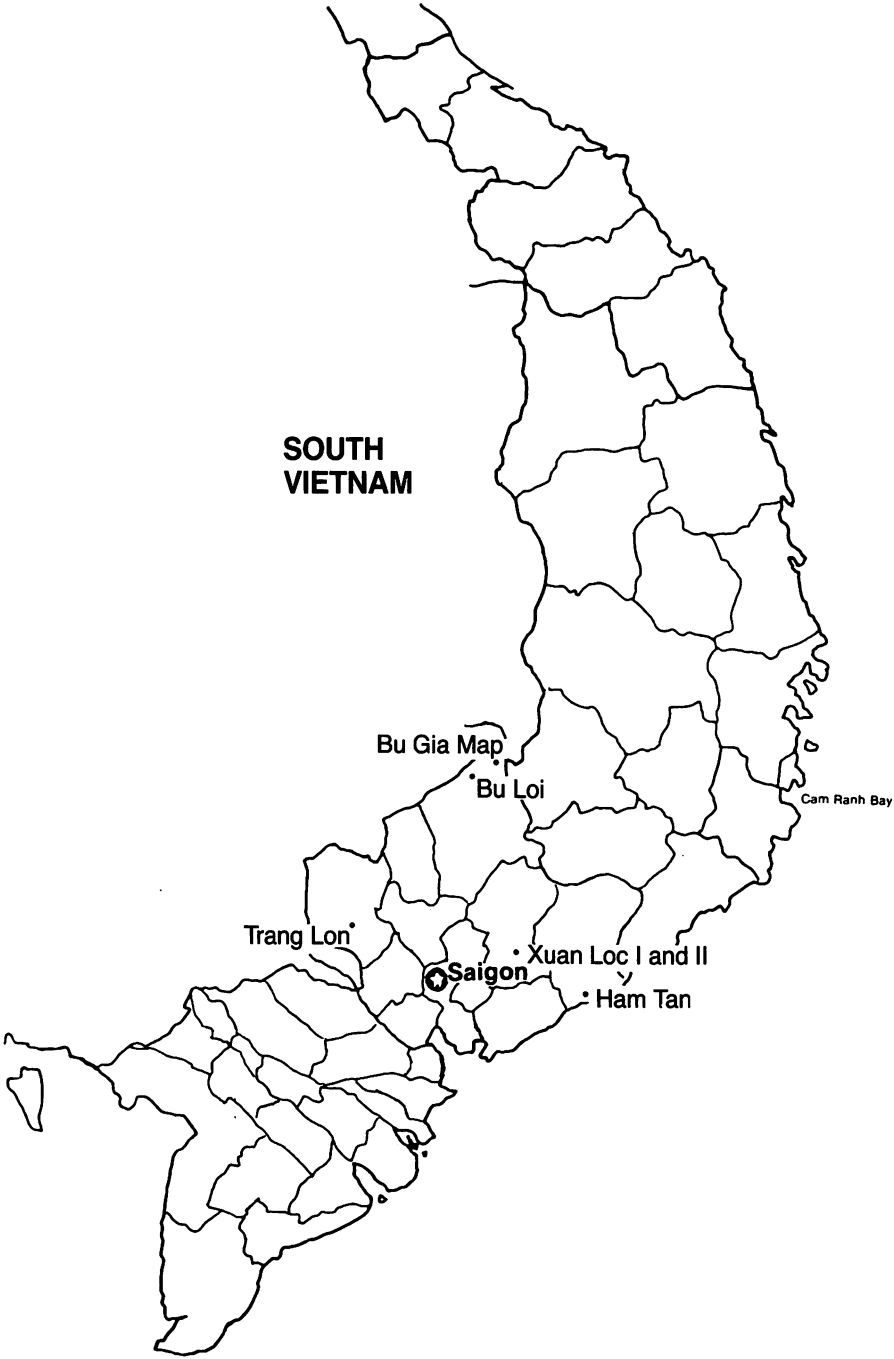 SOUTH
VIETNAM
Bu Gia Map
Bu Loi
Cam Ranh Bay
Trang Lon
Xuan Loc I and II
Saigon
Ham Tan